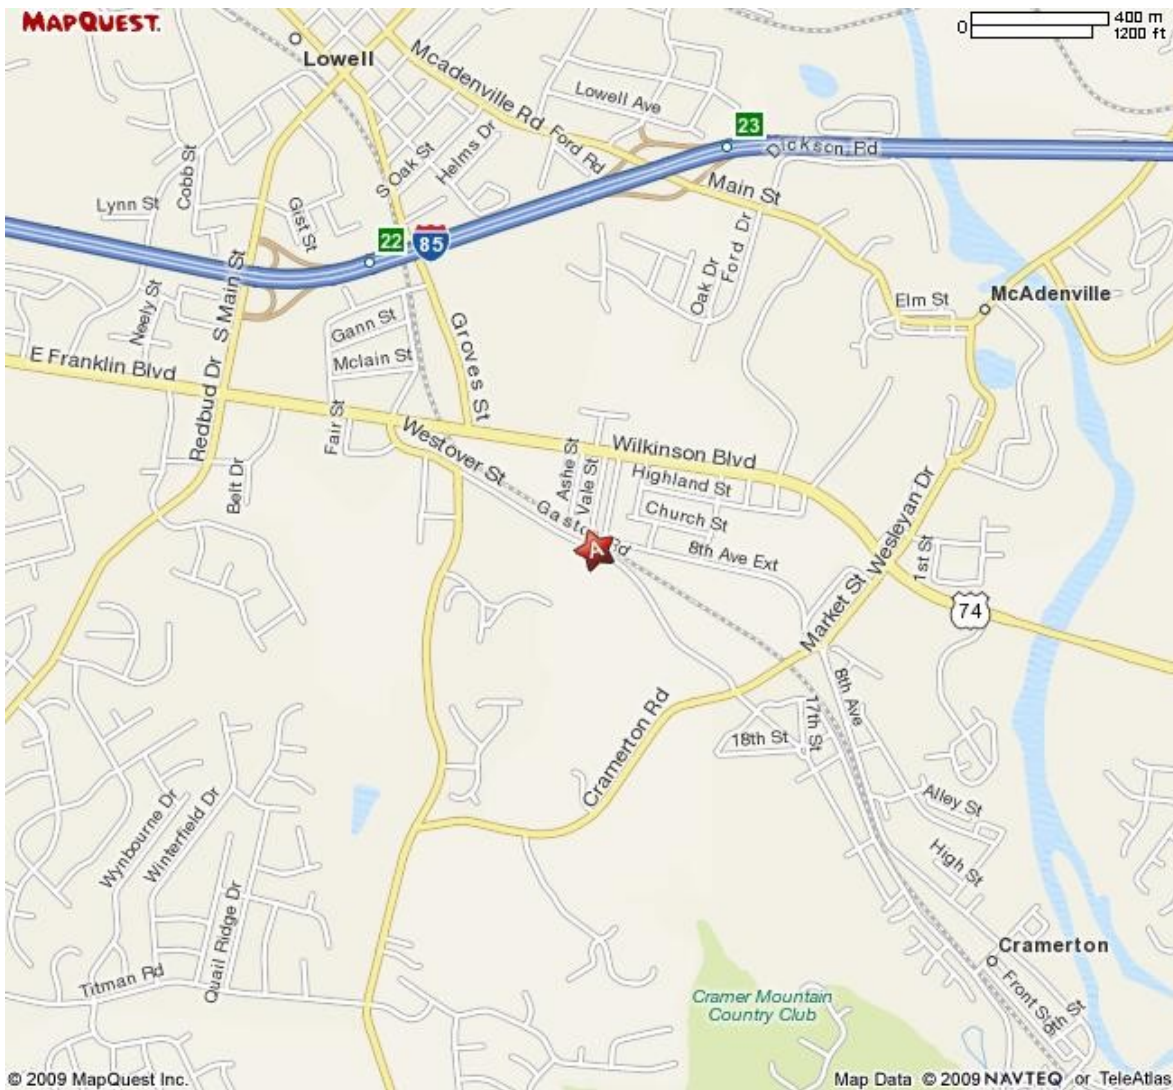 MAPQUEST.
0
400 m
1200 ft
Lowell
Mcadenville Rd
Lowell Ave
23
Ford Rd
Dickson Rd
Helms Dr
S Oak St
Cobb St
Main St
Lynn St
Gist St
22
85
Ford Dr
Oak Dr
McAdenville
Elm St
Neely St
S Main St
Gann St
Groves St
Mclain St
E Franklin Blvd
Redbud Dr
Fair St
Westover St
Wilkinson Blvd
Ashe St
Vale St
Highland St
Belt Dr
Church St
Wesleyan Dr
Gaston Rd
A
8th Ave Ext
1st St
Market St
74
8th Ave
17th St
18th St
Cramerton Rd
Alley St
Wynbourne Dr
Winterfield Dr
High St
Quail Ridge Dr
Cramerton
Titman Rd
Front St
9th St
Cramer Mountain
Country Club
© 2009 MapQuest Inc.
Map Data © 2009 NAVTEQ or TeleAtlas